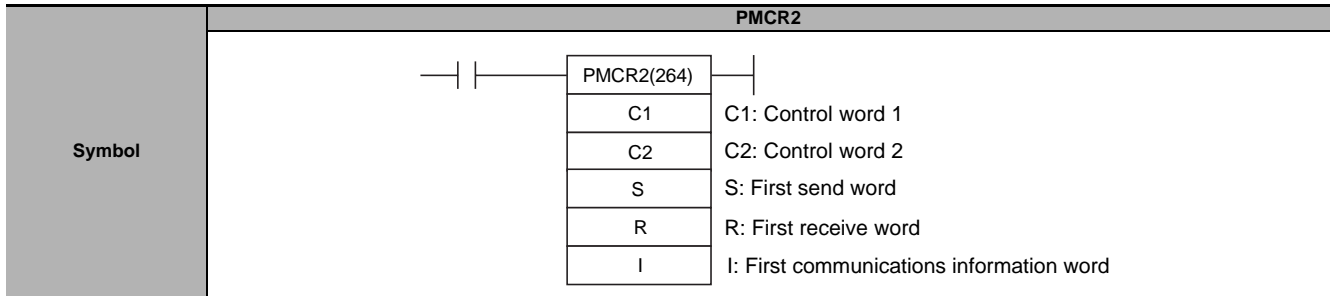 PMCR2
Symbol
PMCR2(264)
C1 C1: Control word 1
C2 C2: Control word 2
S S: First send word
R R: First receive word
I I: First communications information word